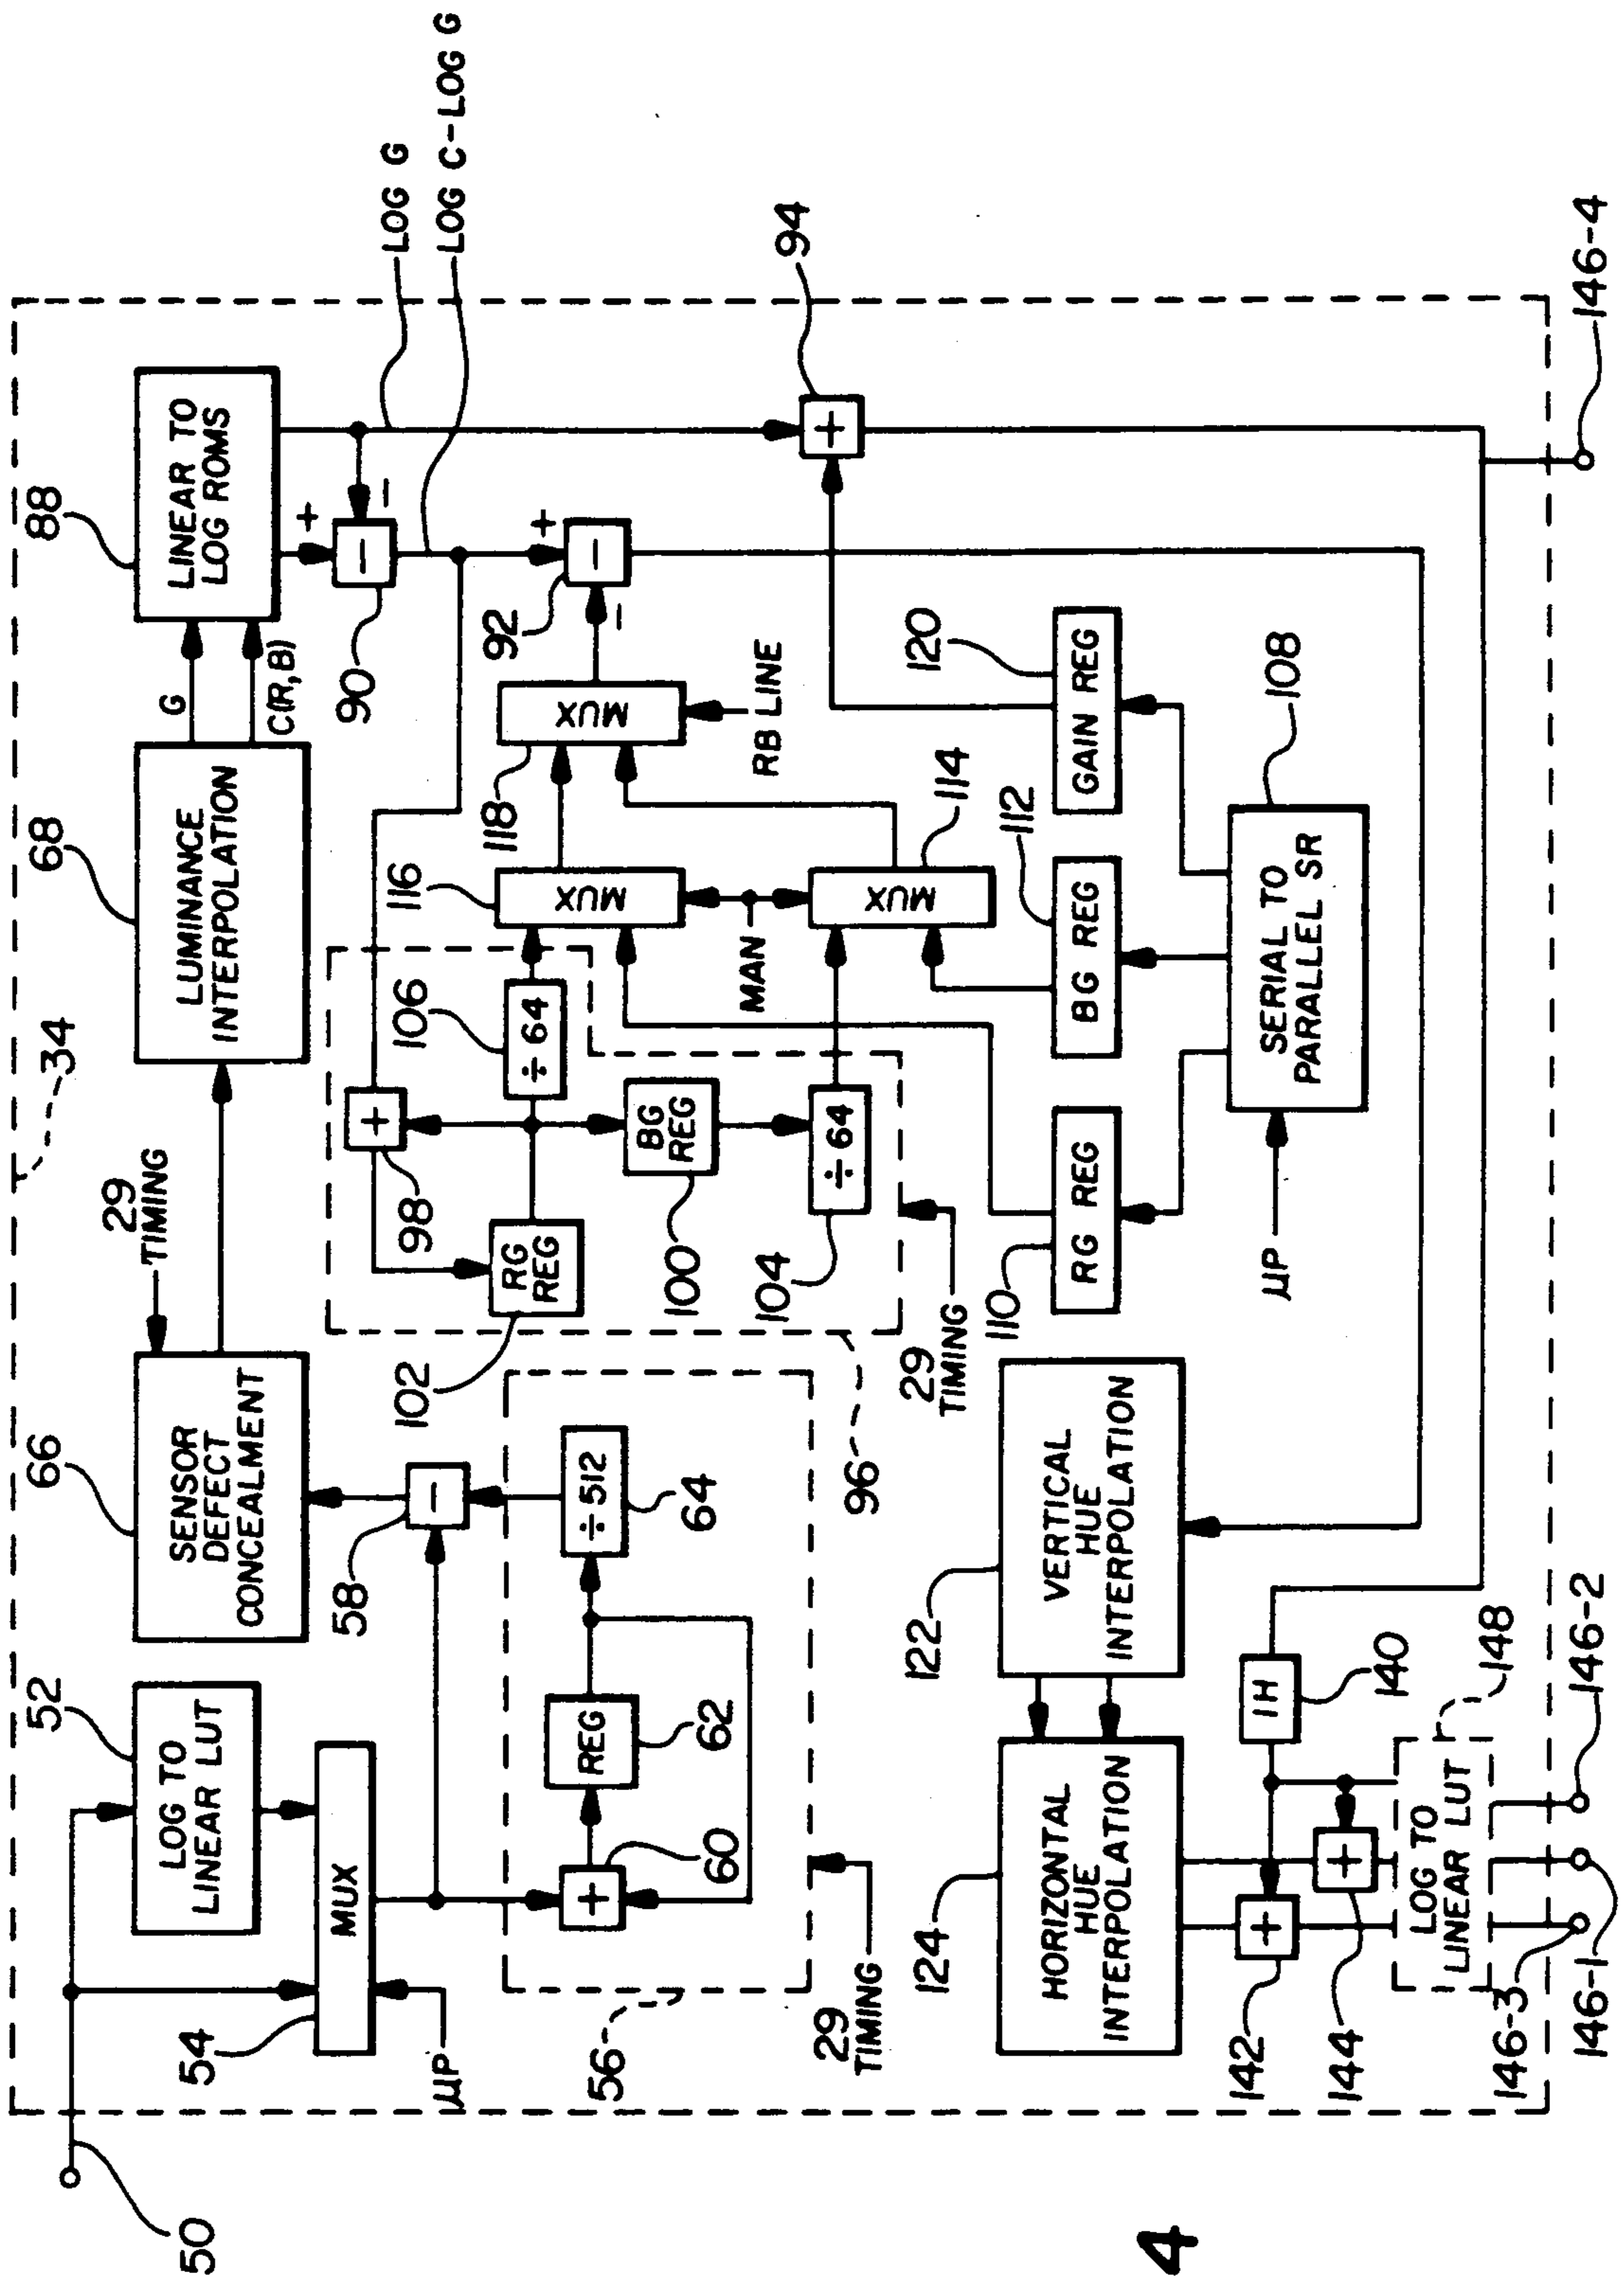 34
50
52
LOG TO
LINEAR LUT
54
MUX
μP
66
SENSOR
DEFECT
CONCEALMENT
29
TIMING
58
−
56
60
+
62
REG
64
÷ 512
29
TIMING
68
LUMINANCE
INTERPOLATION
G
C(R,B)
88
LINEAR TO
LOG ROMS
LOG G
LOG C-LOG G
+
−
−
90
+
−
−
92
94
+
98
+
102
RG
REG
106
÷ 64
100
BG
REG
104
÷ 64
96
29
TIMING
116
MUX
118
MUX
RB LINE
MAN
114
MUX
110
RG REG
112
BG REG
120
GAIN REG
108
SERIAL TO
PARALLEL SR
μP
122
VERTICAL
HUE
INTERPOLATION
124
HORIZONTAL
HUE
INTERPOLATION
140
1H
142
+
144
+
148
LOG TO
LINEAR LUT
146-3
146-1
146-2
146-4
4